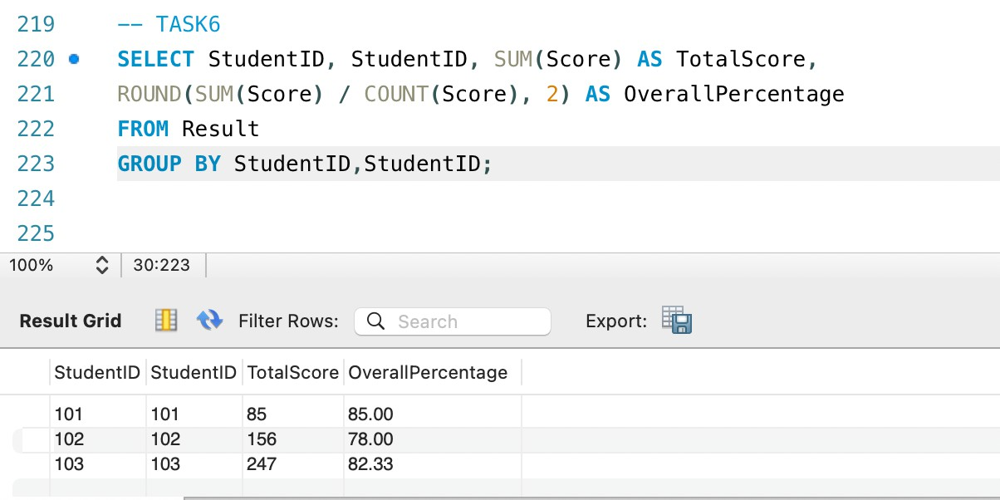 219 -- TASK6
220 SELECT StudentID, StudentID, SUM(Score) AS TotalScore,
221 ROUND(SUM(Score) / COUNT(Score), 2) AS OverallPercentage
222 FROM Result
223 GROUP BY StudentID,StudentID;
224
225
100% 30:223
Result Grid Filter Rows: Search Export:
StudentID StudentID TotalScore OverallPercentage
101 101 85 85.00
102 102 156 78.00
103 103 247 82.33